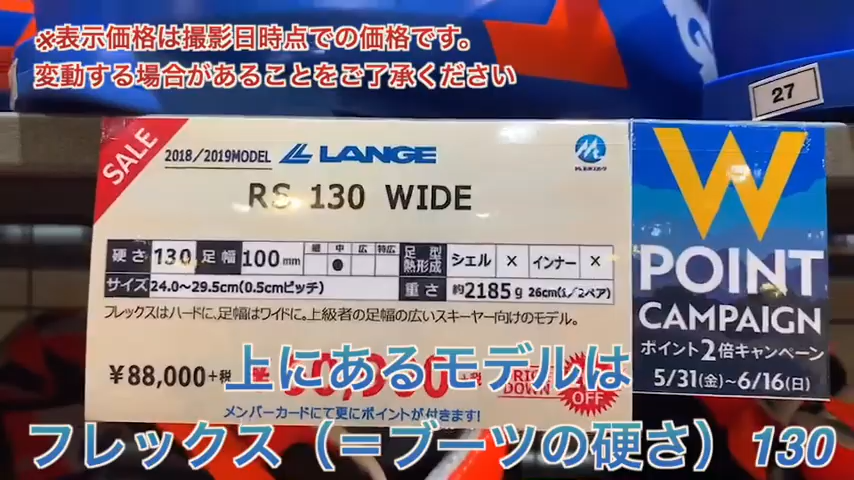 ※表示価格は撮影日時点での価格です。
変動する場合があることをご了承ください
27
SALE
2018/2019MODEL LANGE
RS 130 WIDE
硬さ 130 足幅 100mm 細 中 広 特広 足型熱形成 シェル × インナー ×
サイズ 24.0~29.5cm(0.5cmピッチ) 重さ 約2185g 26cm(1/2ペア)
フレックスはハードに、足幅はワイドに。上級者の足幅の広いスキーヤー向けのモデル。
¥88,000+税
DOWN
OFF
メンバーカードにて更にポイントが付きます!
W
POINT
CAMPAIGN
ポイント2倍キャンペーン
5/31(金)~6/16(日)
上にあるモデルは
フレックス(=ブーツの硬さ)130